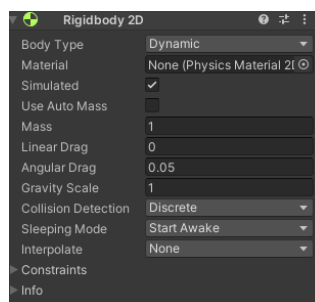 Rigidbody 2D
Body Type Dynamic
Material None (Physics Material 2
Simulated
Use Auto Mass
Mass 1
Linear Drag 0
Angular Drag 0.05
Gravity Scale 1
Collision Detection Discrete
Sleeping Mode Start Awake
Interpolate None
Constraints
Info